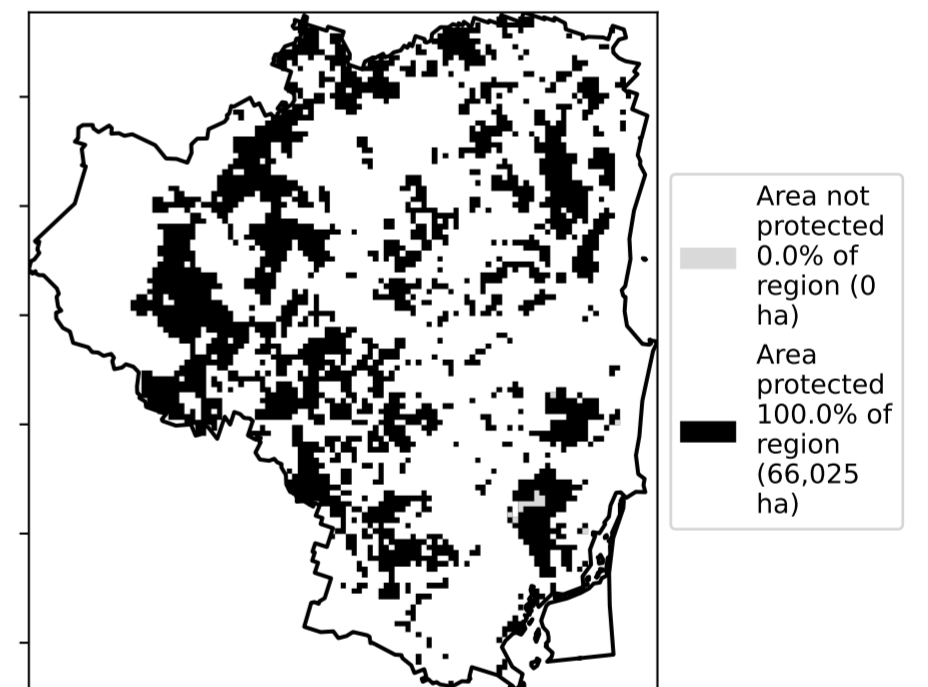 Area not
protected
0.0% of
region (0
ha)
Area
protected
100.0% of
region
(66,025
ha)